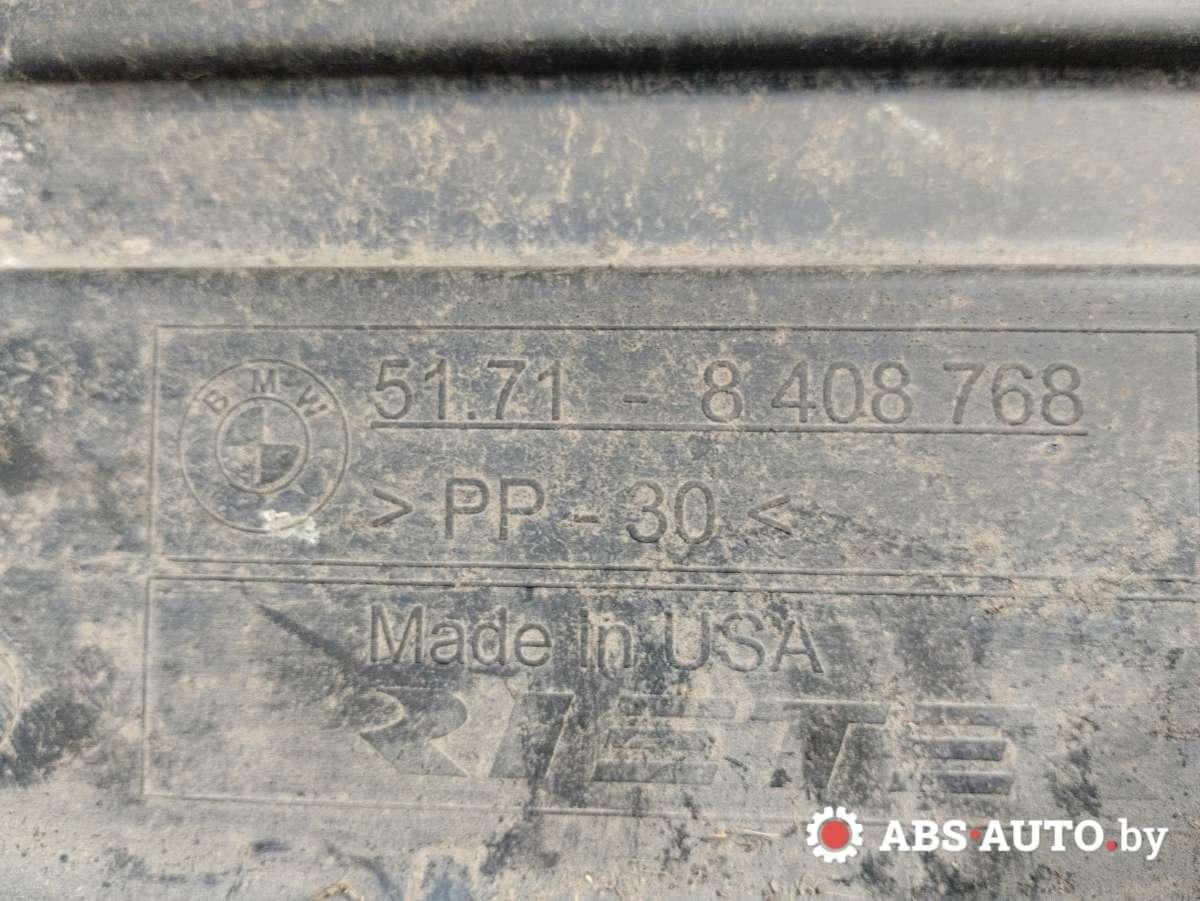 BMW
51.71 - 8 408 768
> PP - 30 <
Made in USA
RIETER
ABS-AUTO.by